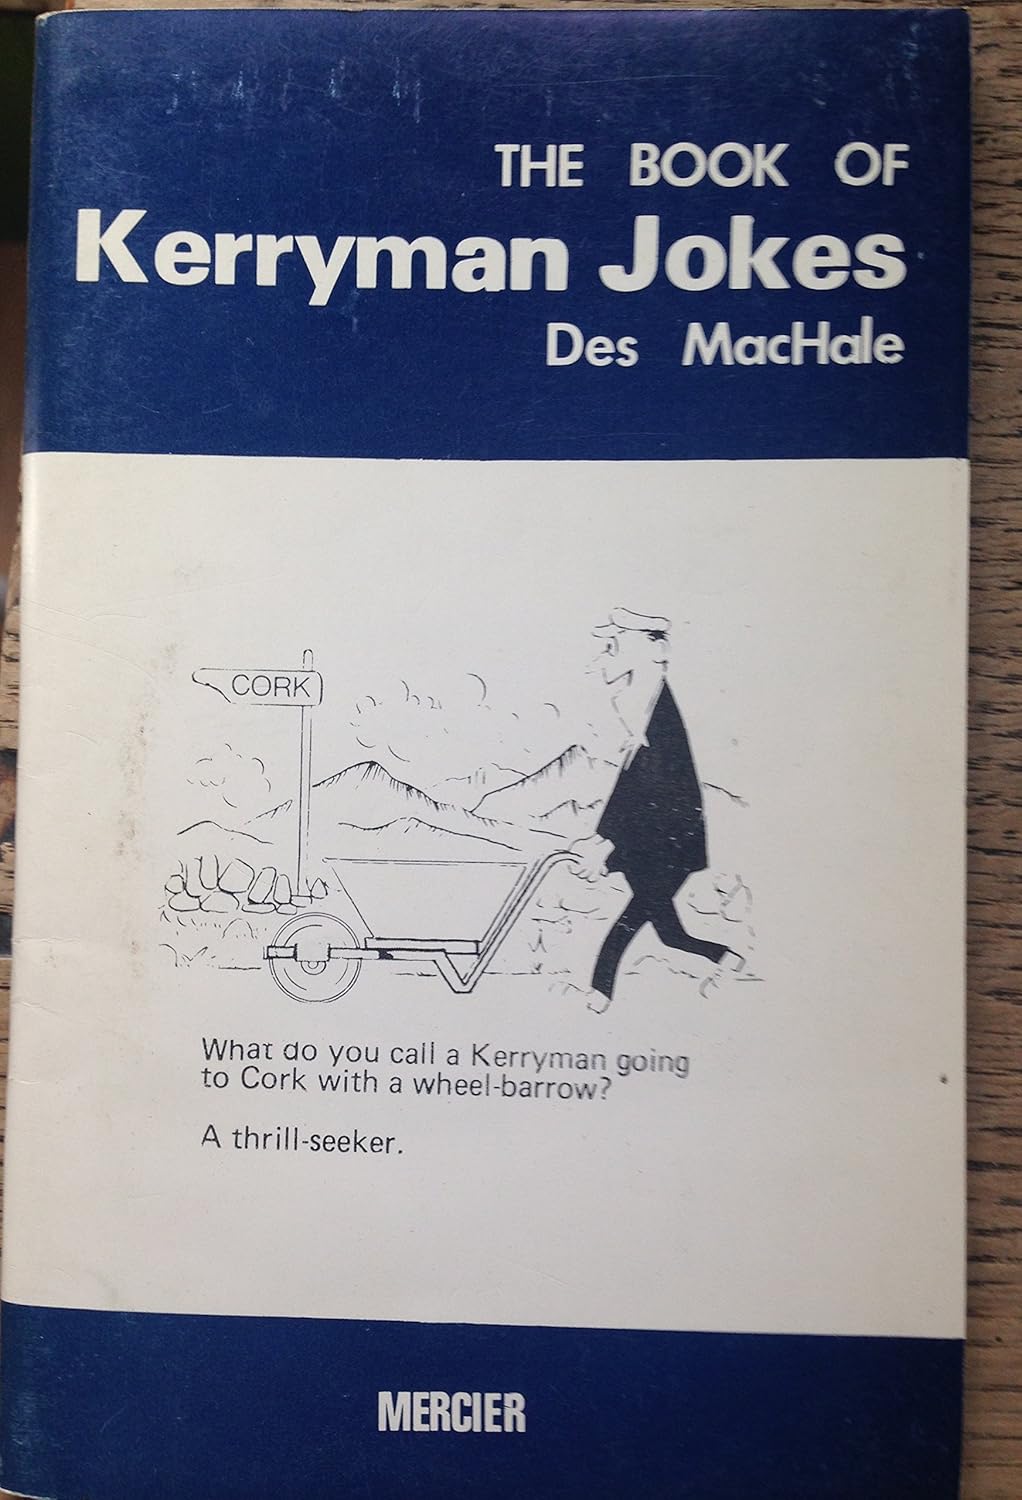 THE BOOK OF
Kerryman Jokes
Des MacHale
CORK
What do you call a Kerryman going
to Cork with a wheel-barrow?
A thrill-seeker.
MERCIER